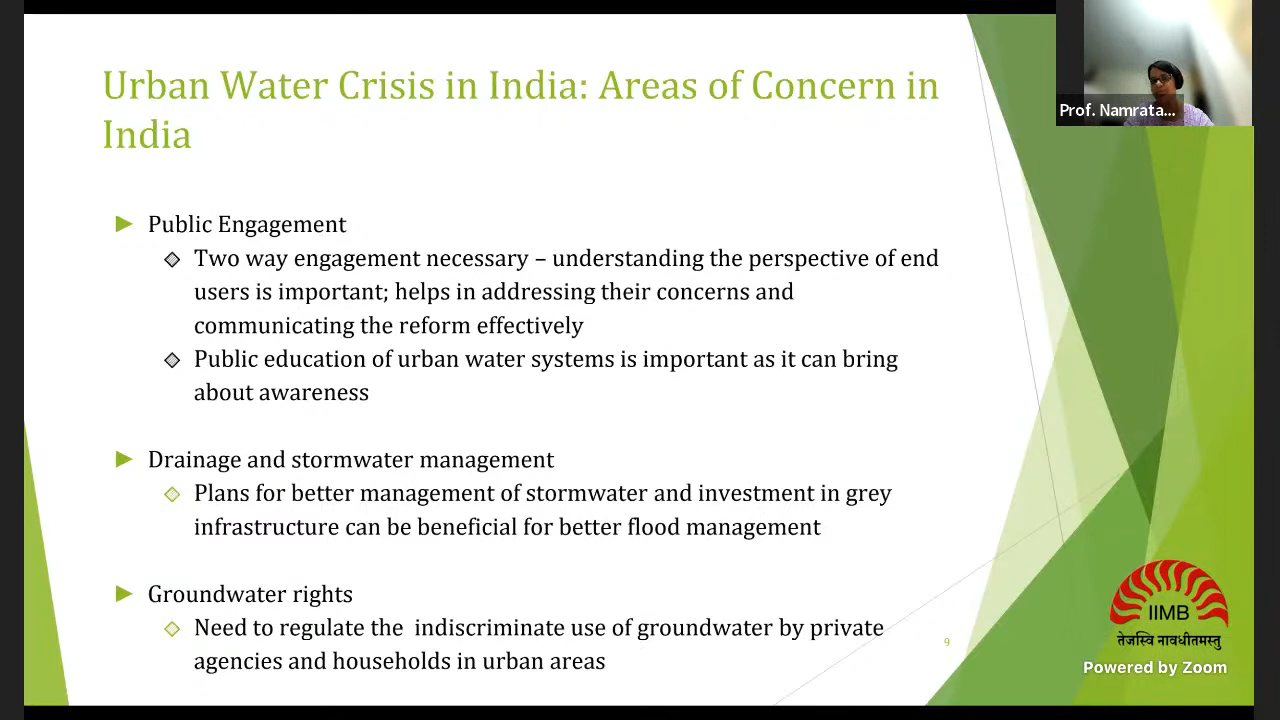 Urban Water Crisis in India: Areas of Concern in
India
Prof. Namrata...
Public Engagement
Two way engagement necessary – understanding the perspective of end
users is important; helps in addressing their concerns and
communicating the reform effectively
Public education of urban water systems is important as it can bring
about awareness
Drainage and stormwater management
Plans for better management of stormwater and investment in grey
infrastructure can be beneficial for better flood management
Groundwater rights
Need to regulate the  indiscriminate use of groundwater by private
agencies and households in urban areas
9
IIMB
तेजस्वि नावधीतमस्तु
Powered by Zoom